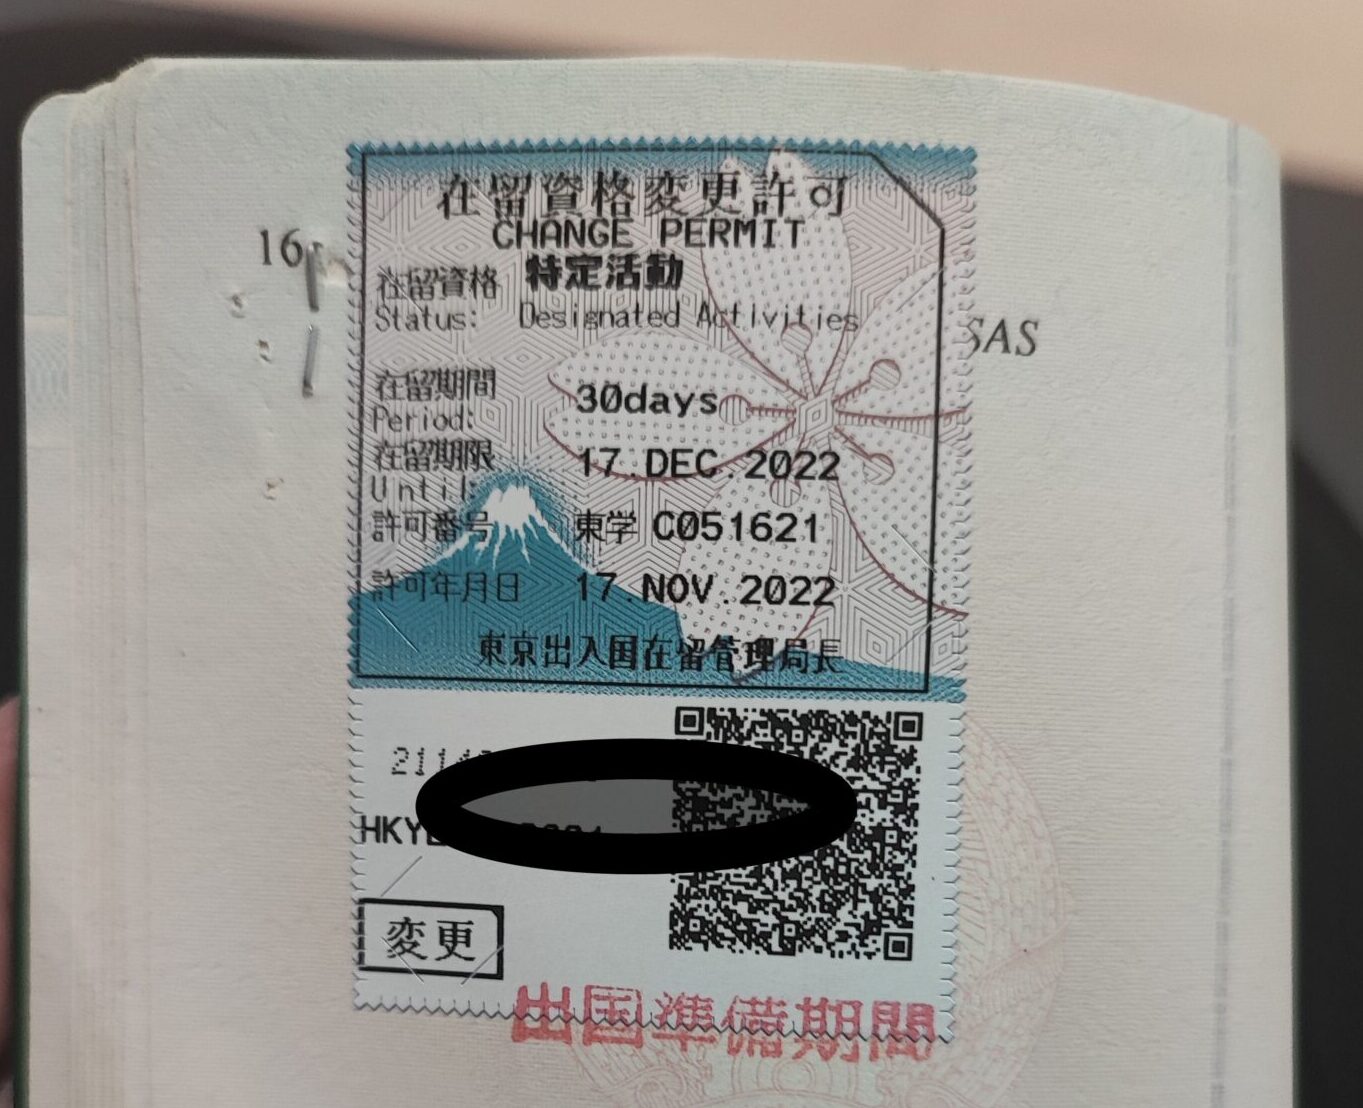 在留資格変更許可
CHANGE PERMIT
16
在留資格 特定活動
Status: Designated Activities
SAS
在留期間
Period: 30days
在留期限
Until: 17.DEC.2022
許可番号 東学 C051621
許可年月日 17.NOV.2022
東京出入国在留管理局長
変更
出国準備期間